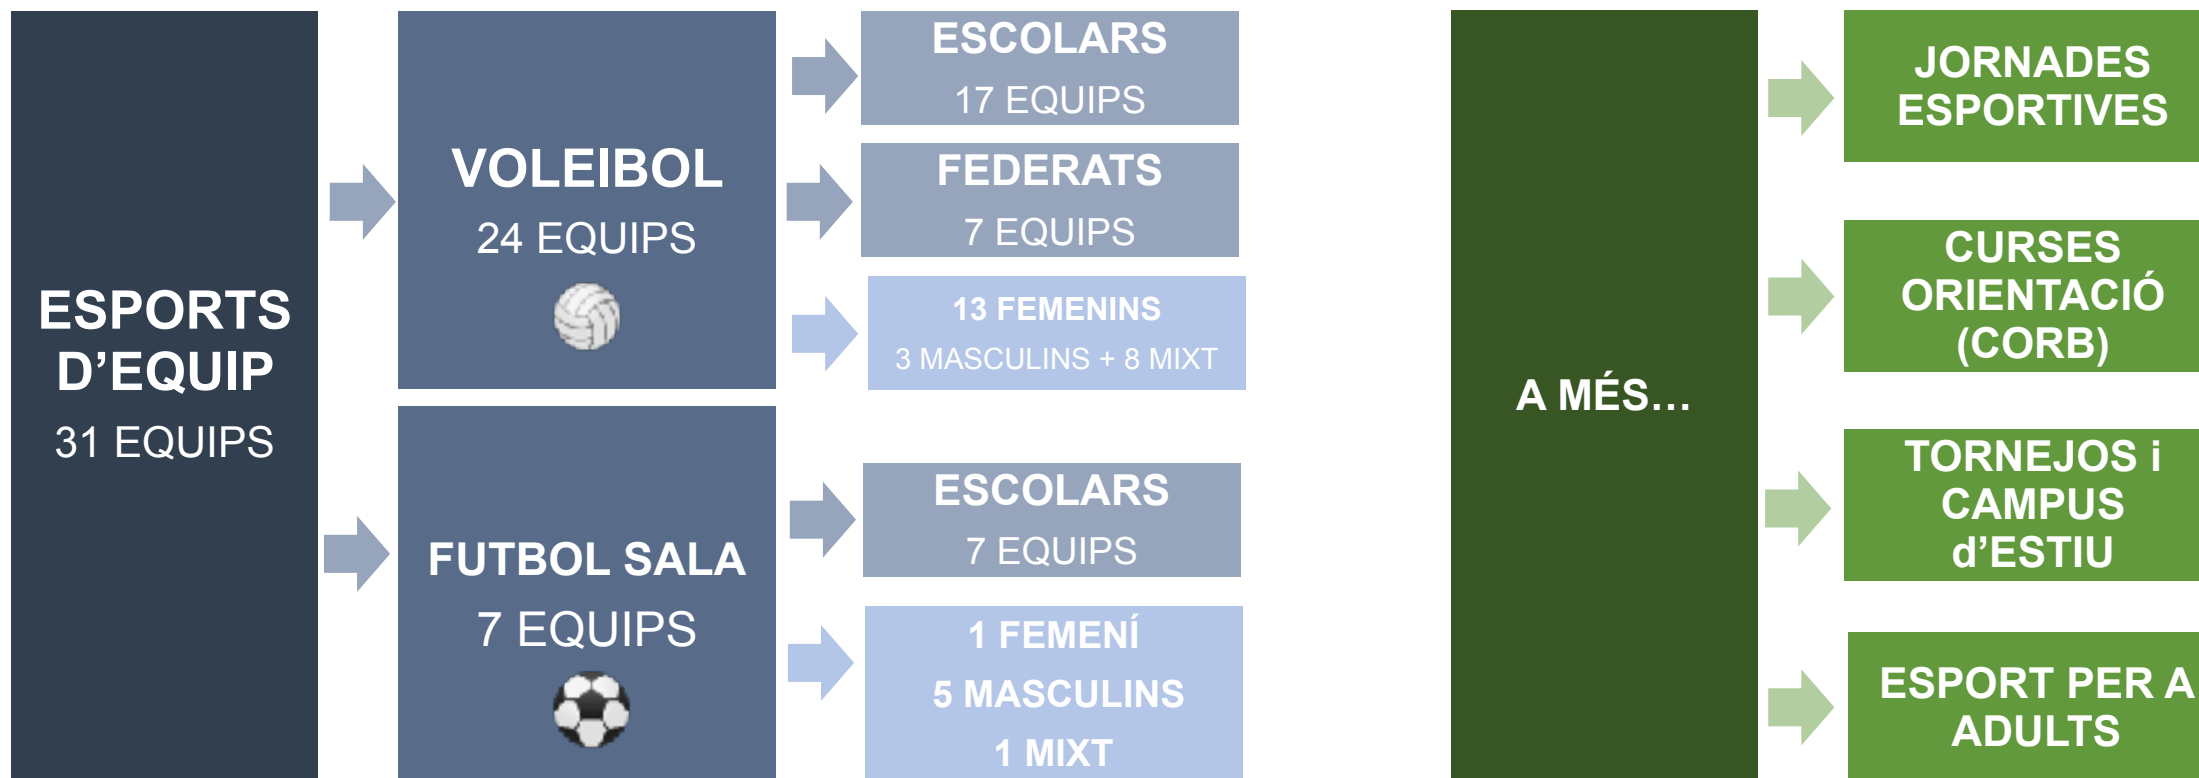 ESPORTS
D’EQUIP
31 EQUIPS
VOLEIBOL
24 EQUIPS
ESCOLARS
17 EQUIPS
FEDERATS
7 EQUIPS
13 FEMENINS
3 MASCULINS + 8 MIXT
FUTBOL SALA
7 EQUIPS
ESCOLARS
7 EQUIPS
1 FEMENÍ
5 MASCULINS
1 MIXT
A MÉS…
JORNADES
ESPORTIVES
CURSES
ORIENTACIÓ
(CORB)
TORNEJOS i
CAMPUS
d’ESTIU
ESPORT PER A
ADULTS